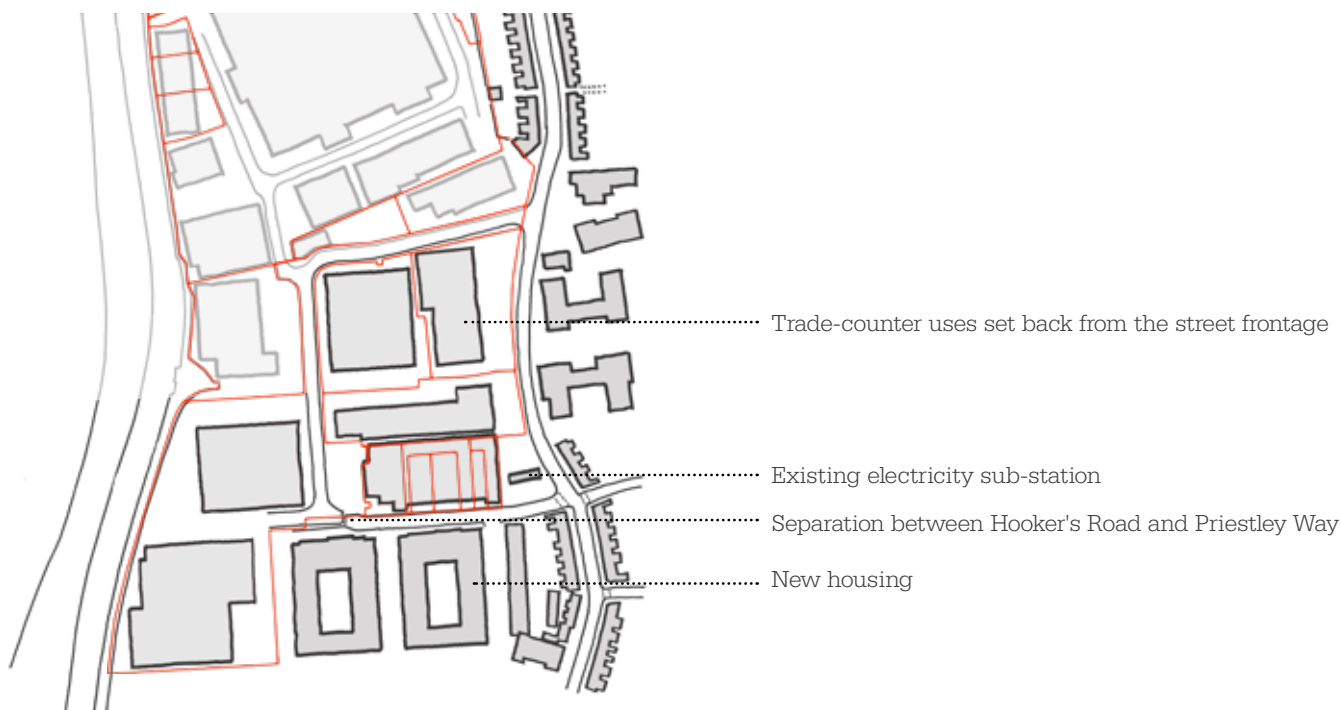 Trade-counter uses set back from the street frontage
Existing electricity sub-station
Separation between Hooker's Road and Priestley Way
New housing